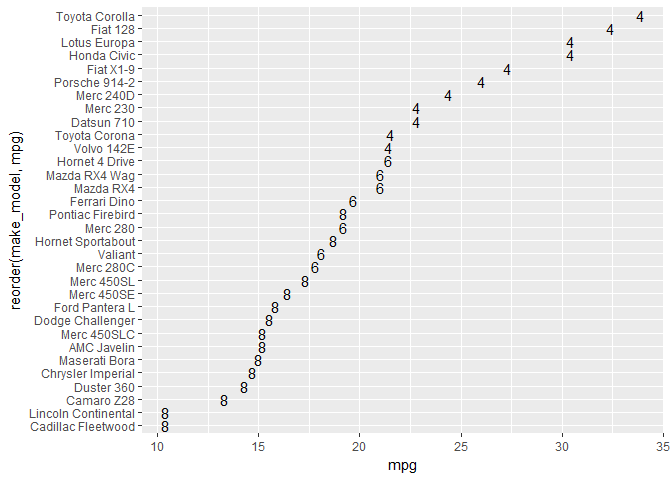 Toyota Corolla 4
Fiat 128 4
Lotus Europa 4
Honda Civic 4
Fiat X1-9 4
Porsche 914-2 4
Merc 240D 4
Merc 230 4
Datsun 710 4
Toyota Corona 4
Volvo 142E 4
Hornet 4 Drive 6
Mazda RX4 Wag 6
Mazda RX4 6
Ferrari Dino 6
Pontiac Firebird 8
Merc 280 6
Hornet Sportabout 8
Valiant 6
Merc 280C 6
Merc 450SL 8
Merc 450SE 8
Ford Pantera L 8
Dodge Challenger 8
Merc 450SLC 8
AMC Javelin 8
Maserati Bora 8
Chrysler Imperial 8
Duster 360 8
Camaro Z28 8
Lincoln Continental 8
Cadillac Fleetwood 8
reorder(make_model, mpg)
10 15 20 25 30 35
mpg